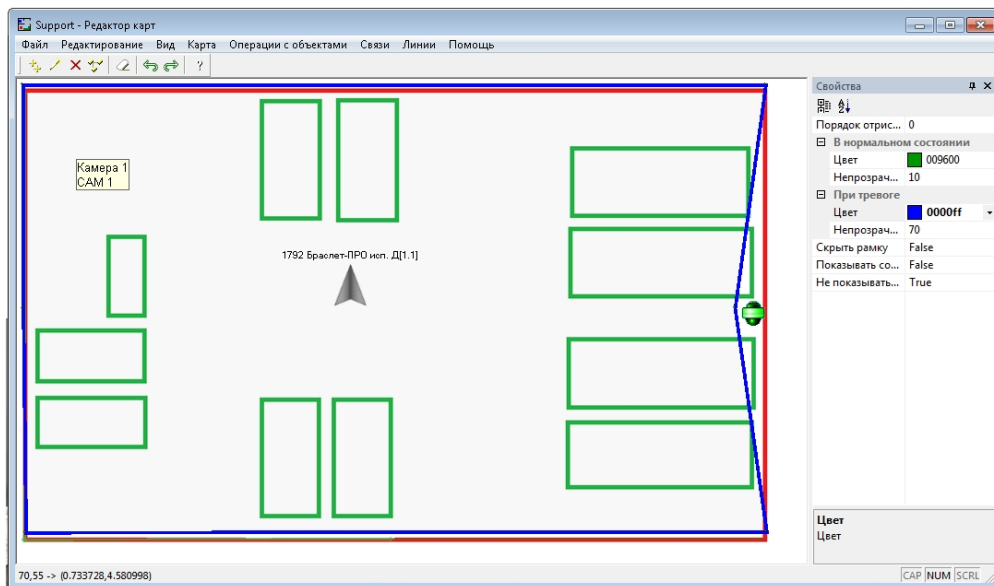 Support - Редактор карт
Файл Редактирование Вид Карта Операции с объектами Связи Линии Помощь
?
Свойства
Порядок отрис... 0
В нормальном состоянии
Цвет 009600
Непрозрач... 10
При тревоге
Цвет 0000ff
Непрозрач... 70
Скрыть рамку False
Показывать со... False
Не показывать... True
Камера 1
CAM 1
1792 Браслет-ПРО исп. Д[1.1]
Цвет
Цвет
70,55 -> (0.733728,4.580998)
CAP NUM SCRL